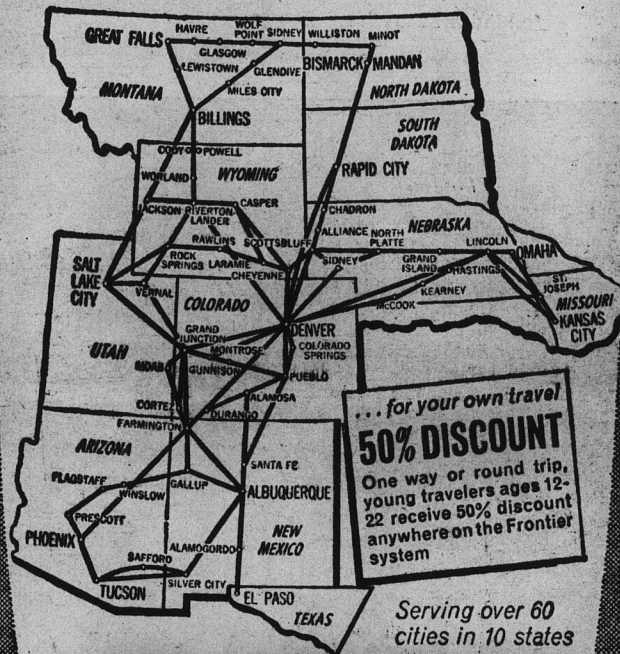 HAVRE
WOLF
POINT
SIDNEY
WILLISTON
MINOT
GREAT FALLS
GLASGOW
BISMARCK
MANDAN
LEWISTOWN
GLENDIVE
MONTANA
MILES CITY
NORTH DAKOTA
BILLINGS
SOUTH
DAKOTA
CODY
POWELL
WYOMING
RAPID CITY
WORLAND
JACKSON
RIVERTON
LANDER
CASPER
CHADRON
NEBRASKA
RAWLINS
SCOTTSBLUFF
ALLIANCE
NORTH
PLATTE
LINCOLN
OMAHA
SALT
LAKE
CITY
ROCK
SPRINGS
LARAMIE
CHEYENNE
SIDNEY
GRAND
ISLAND
HASTINGS
ST.
JOSEPH
VERNAL
COLORADO
KEARNEY
MISSOURI
McCOOK
KANSAS
CITY
GRAND
JUNCTION
DENVER
UTAH
MONTROSE
COLORADO
SPRINGS
MOAB
GUNNISON
PUEBLO
ALAMOSA
CORTEZ
DURANGO
FARMINGTON
ARIZONA
SANTA FE
FLAGSTAFF
WINSLOW
GALLUP
ALBUQUERQUE
PRESCOTT
NEW
MEXICO
PHOENIX
ALAMOGORDO
SAFFORD
TUCSON
SILVER CITY
EL PASO
TEXAS
. . . for your own travel
50% DISCOUNT
One way or round trip,
young travelers ages 12-
22 receive 50% discount
anywhere on the Frontier
system
Serving over 60
cities in 10 states